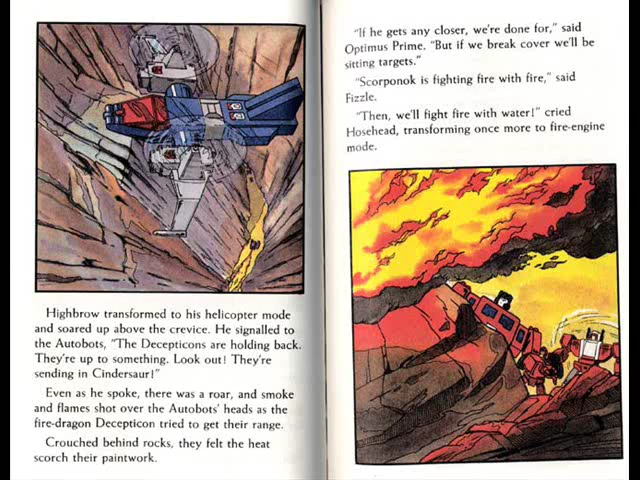 Highbrow transformed to his helicopter mode
and soared up above the crevice. He signalled to
the Autobots, "The Decepticons are holding back.
They're up to something. Look out! They're
sending in Cindersaur!"
Even as he spoke, there was a roar, and smoke
and flames shot over the Autobots' heads as the
fire-dragon Decepticon tried to get their range.
Crouched behind rocks, they felt the heat
scorch their paintwork.
"If he gets any closer, we're done for," said
Optimus Prime. "But if we break cover we'll be
sitting targets."
"Scorponok is fighting fire with fire," said
Fizzle.
"Then, we'll fight fire with water!" cried
Hosehead, transforming once more to fire-engine
mode.